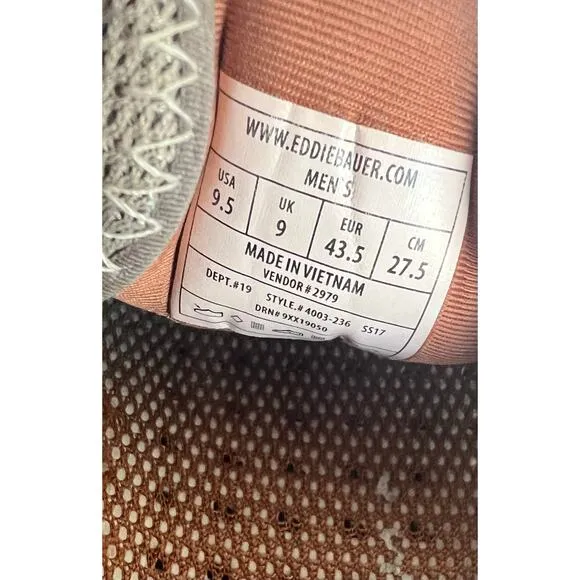 WWW.EDDIEBAUER.COM
MEN`S
USA UK EUR CM
9.5 9 43.5 27.5
MADE IN VIETNAM
VENDOR # 2979
DEPT.#19 STYLE.# 4003-236 SS17
DRN# 9XX19050